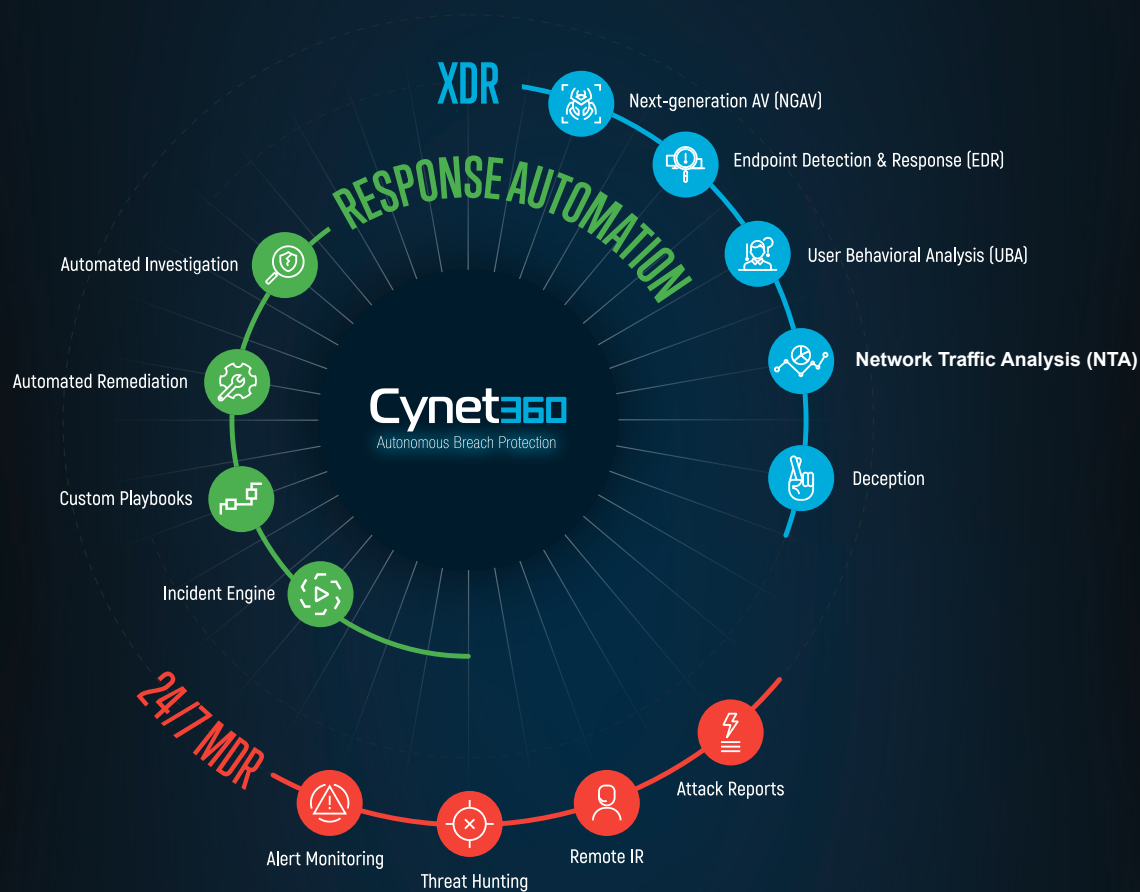 XDR
Next-generation AV (NGAV)
Endpoint Detection & Response (EDR)
User Behavioral Analysis (UBA)
Network Traffic Analysis (NTA)
Deception
RESPONSE AUTOMATION
Automated Investigation
Automated Remediation
Custom Playbooks
Incident Engine
Cynet360
Autonomous Breach Protection
24/7 MDR
Alert Monitoring
Threat Hunting
Remote IR
Attack Reports